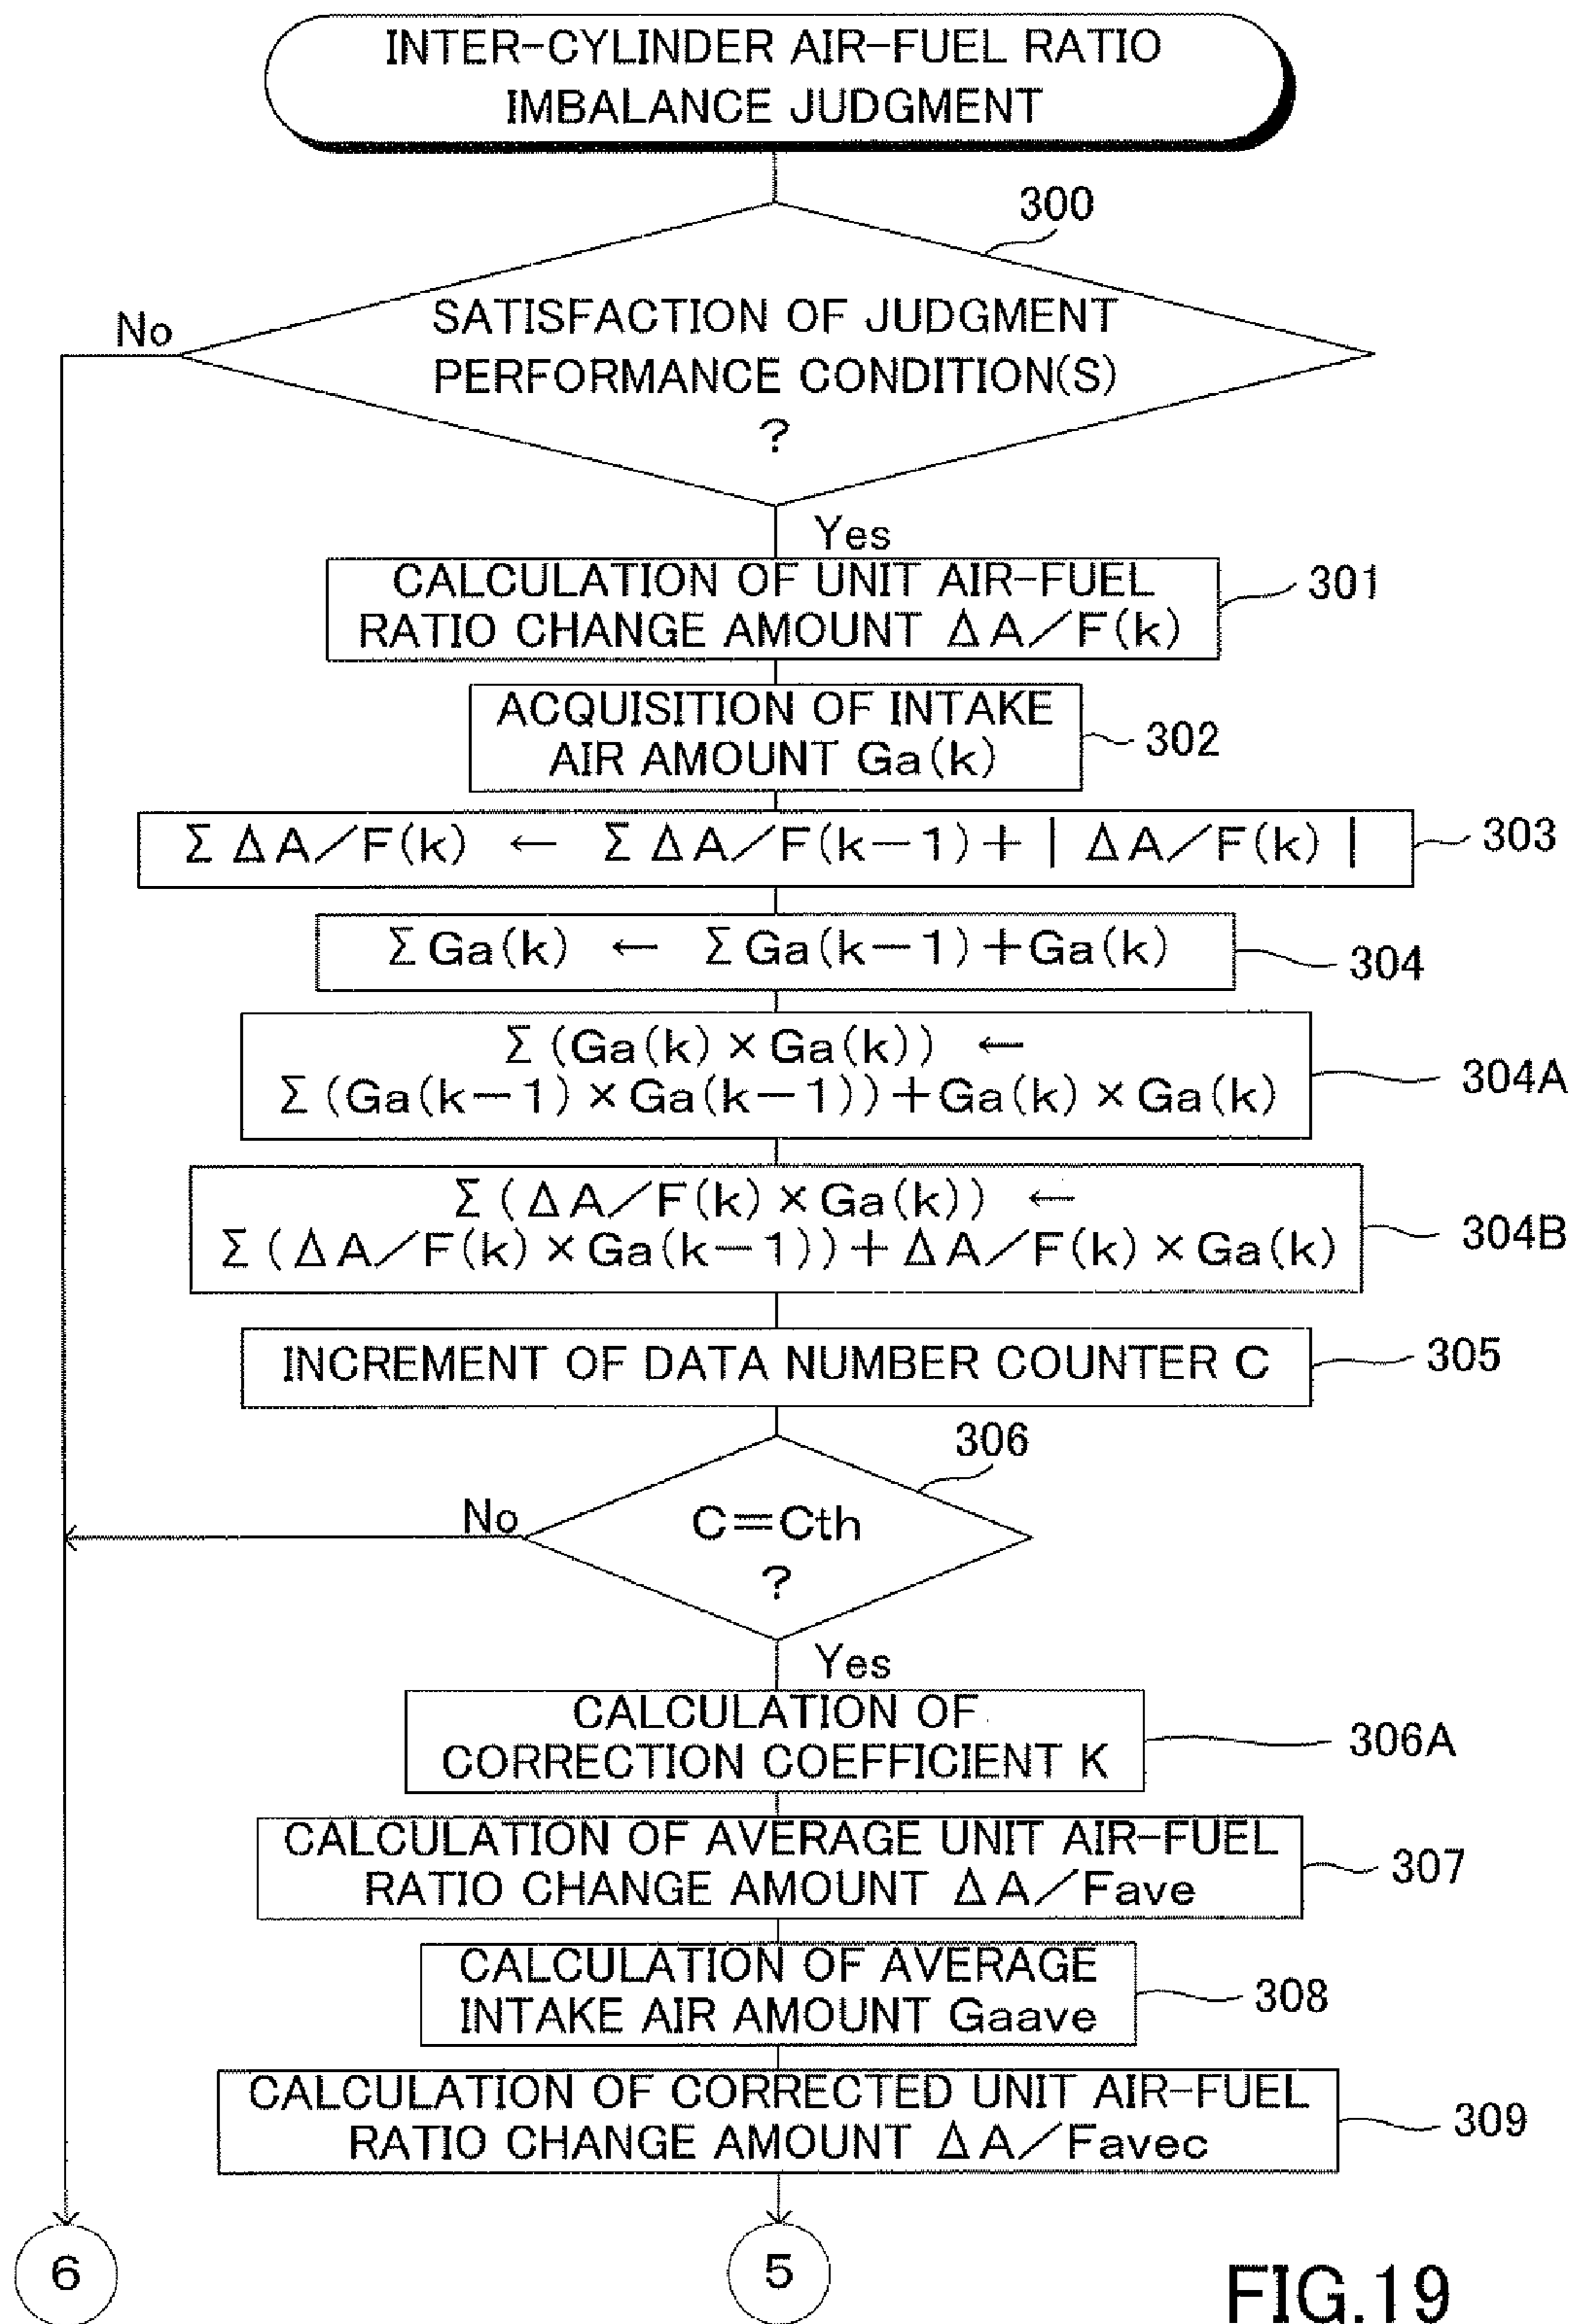 INTER-CYLINDER AIR-FUEL RATIO
IMBALANCE JUDGMENT
300
No
SATISFACTION OF JUDGMENT
PERFORMANCE CONDITION(S)
?
Yes
CALCULATION OF UNIT AIR-FUEL
RATIO CHANGE AMOUNT ΔA/F(k)
301
ACQUISITION OF INTAKE
AIR AMOUNT Ga(k)
302
ΣΔA/F(k) ← ΣΔA/F(k-1)+|ΔA/F(k)|
303
ΣGa(k) ← ΣGa(k-1)+Ga(k)
304
Σ(Ga(k)×Ga(k)) ←
Σ(Ga(k-1)×Ga(k-1))+Ga(k)×Ga(k)
304A
Σ(ΔA/F(k)×Ga(k)) ←
Σ(ΔA/F(k)×Ga(k-1))+ΔA/F(k)×Ga(k)
304B
INCREMENT OF DATA NUMBER COUNTER C
305
306
No
C=Cth
?
Yes
CALCULATION OF
CORRECTION COEFFICIENT K
306A
CALCULATION OF AVERAGE UNIT AIR-FUEL
RATIO CHANGE AMOUNT ΔA/Fave
307
CALCULATION OF AVERAGE
INTAKE AIR AMOUNT Gaave
308
CALCULATION OF CORRECTED UNIT AIR-FUEL
RATIO CHANGE AMOUNT ΔA/Favec
309
6
5
FIG.19